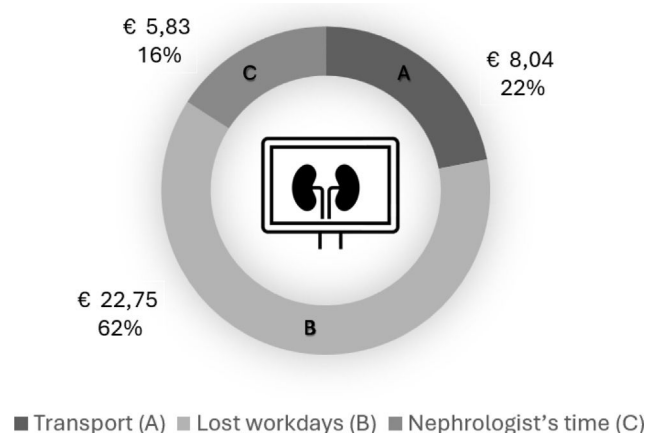 € 5,83
16%
C
A
€ 8,04
22%
€ 22,75
62%
B
Transport (A) Lost workdays (B) Nephrologist's time (C)